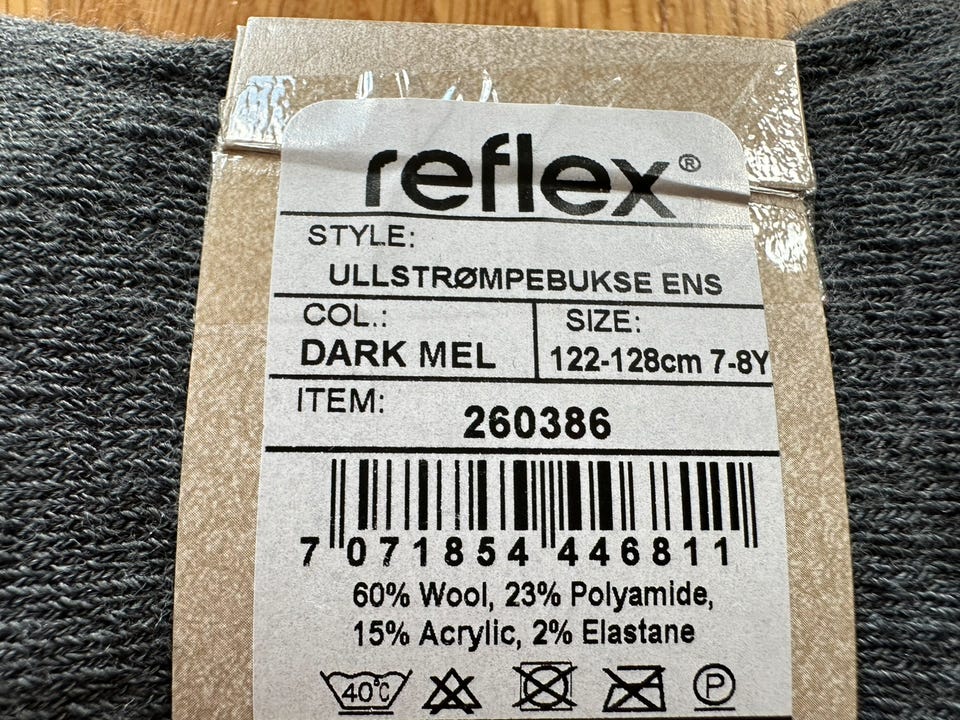 reflex®
STYLE:
ULLSTRØMPEBUKSE ENS
COL.:
DARK MEL
SIZE:
122-128cm 7-8Y
ITEM:
260386
7 071854 446811
60% Wool, 23% Polyamide,
15% Acrylic, 2% Elastane
40°C
P